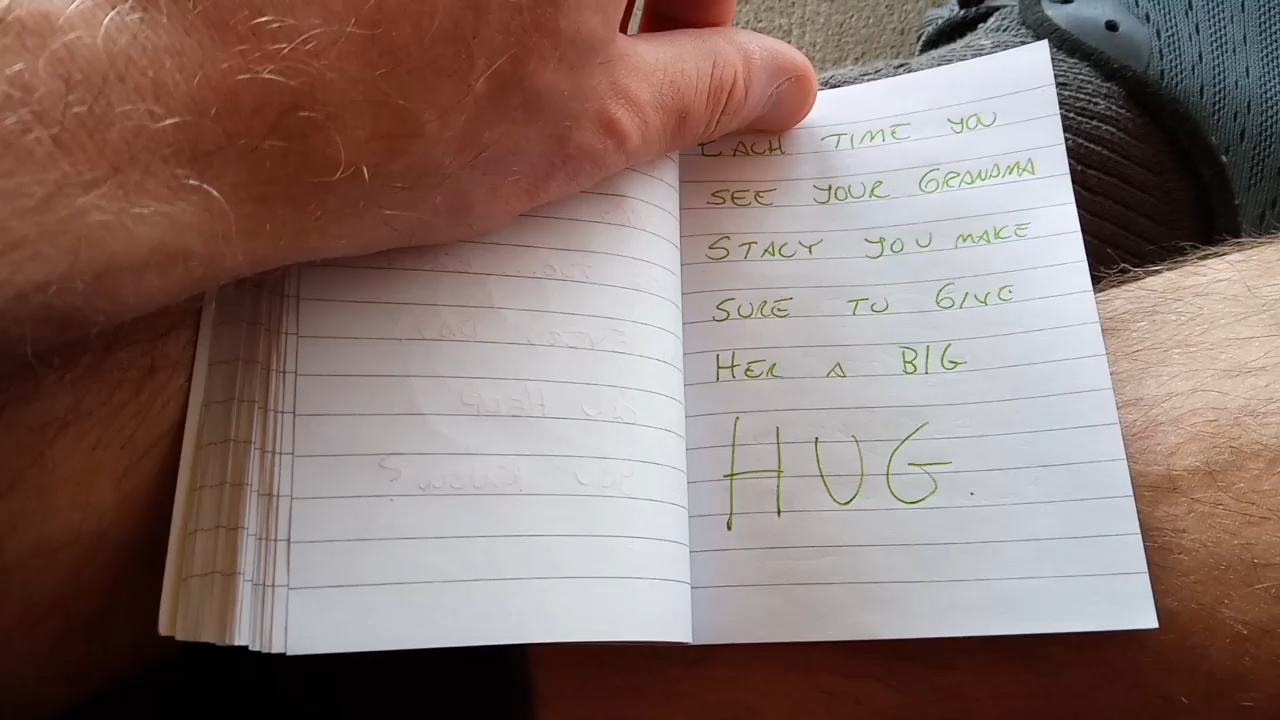 EACH TIME YOU
SEE YOUR GRANDMA
STACY YOU MAKE
SURE TO GIVE
HER A BIG
HUG